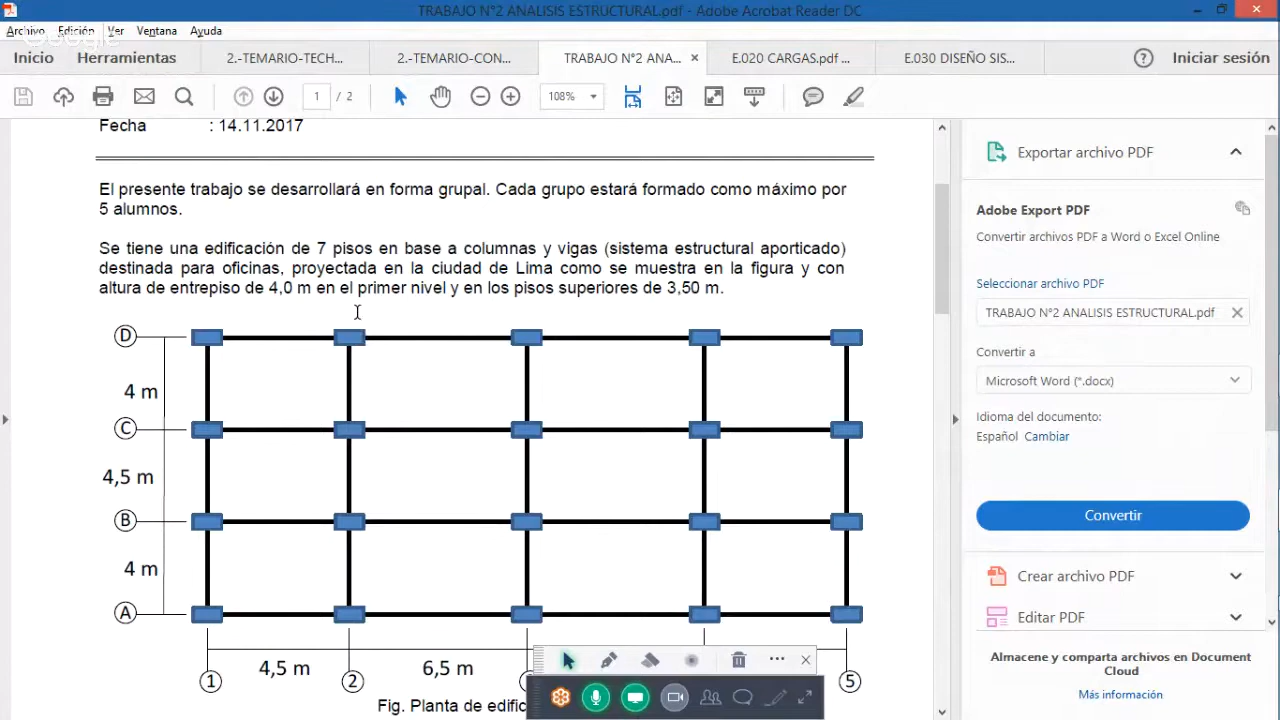 TRABAJO N°2 ANALISIS ESTRUCTURAL.pdf - Adobe Acrobat Reader DC
Archivo Edición Ver Ventana Ayuda
Google
Inicio Herramientas 2.-TEMARIO-TECH... 2.-TEMARIO-CON... TRABAJO N°2 ANA... E.020 CARGAS.pdf ... E.030 DISEÑO SIS... Iniciar sesión
1 / 2 108%
Fecha : 14.11.2017
El presente trabajo se desarrollará en forma grupal. Cada grupo estará formado como máximo por
5 alumnos.
Se tiene una edificación de 7 pisos en base a columnas y vigas (sistema estructural aporticado)
destinada para oficinas, proyectada en la ciudad de Lima como se muestra en la figura y con
altura de entrepiso de 4,0 m en el primer nivel y en los pisos superiores de 3,50 m.
D
4 m
C
4,5 m
B
4 m
A
4,5 m 6,5 m
1 2 5
Fig. Planta de edific
Exportar archivo PDF
Adobe Export PDF
Convertir archivos PDF a Word o Excel Online
Seleccionar archivo PDF
TRABAJO N°2 ANALISIS ESTRUCTURAL.pdf
Convertir a
Microsoft Word (*.docx)
Idioma del documento:
Español Cambiar
Convertir
Crear archivo PDF
Editar PDF
Almacene y comparta archivos en Document
Cloud
Más información